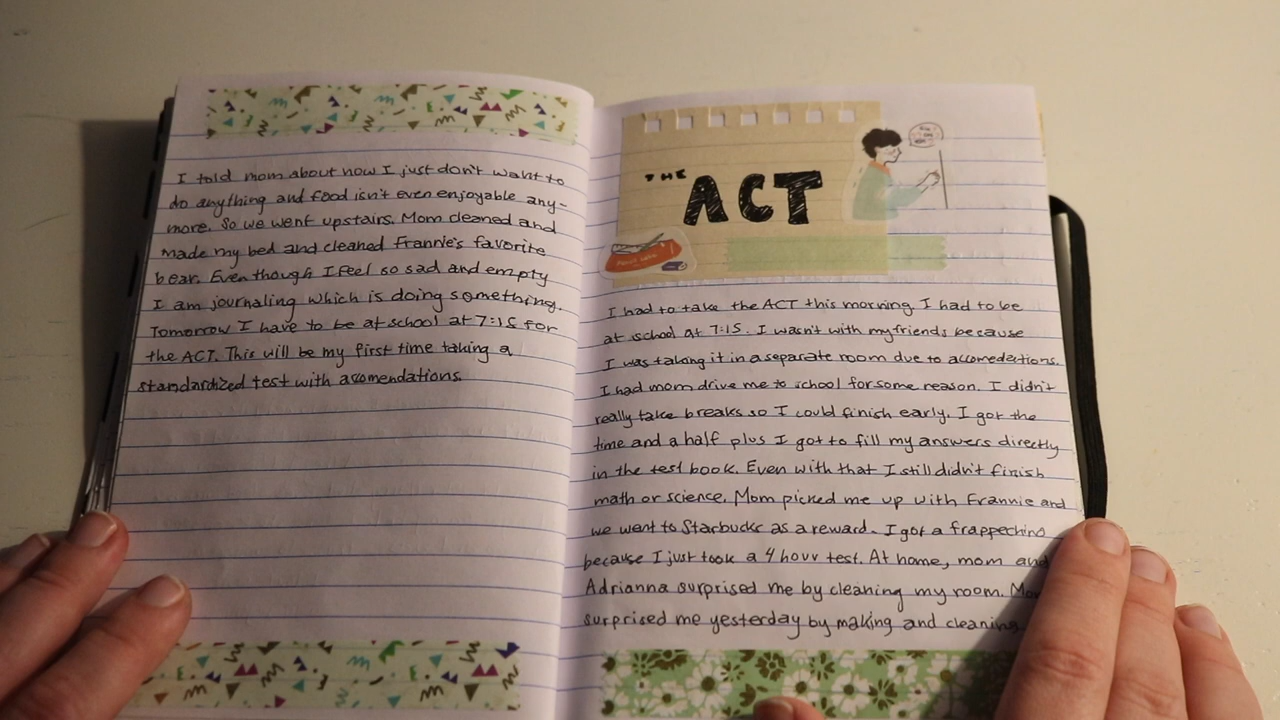 I told mom about how I just don't want to
do anything and food isn't even enjoyable any-
more. So we went upstairs. Mom cleaned and
made my bed and cleaned Frannie's favorite
bear. Even though I feel so sad and empty
I am journaling which is doing something.
Tomorrow I have to be at school at 7:15 for
the ACT. This will be my first time taking a
standardized test with acomendations.
THE
ACT
I had to take the ACT this morning. I had to be
at school at 7:15. I wasn't with my friends because
I was taking it in a separate room due to accomedations.
I had mom drive me to school for some reason. I didn't
really take breaks so I could finish early. I got the
time and a half plus I got to fill my answers directly
in the test book. Even with that I still didn't finish
math or science. Mom picked me up with Frannie and
we went to Starbucks as a reward. I got a frappechino
because I just took a 4 hour test. At home, mom and
Adrianna surprised me by cleaning my room. Mom
surprised me yesterday by making and cleaning